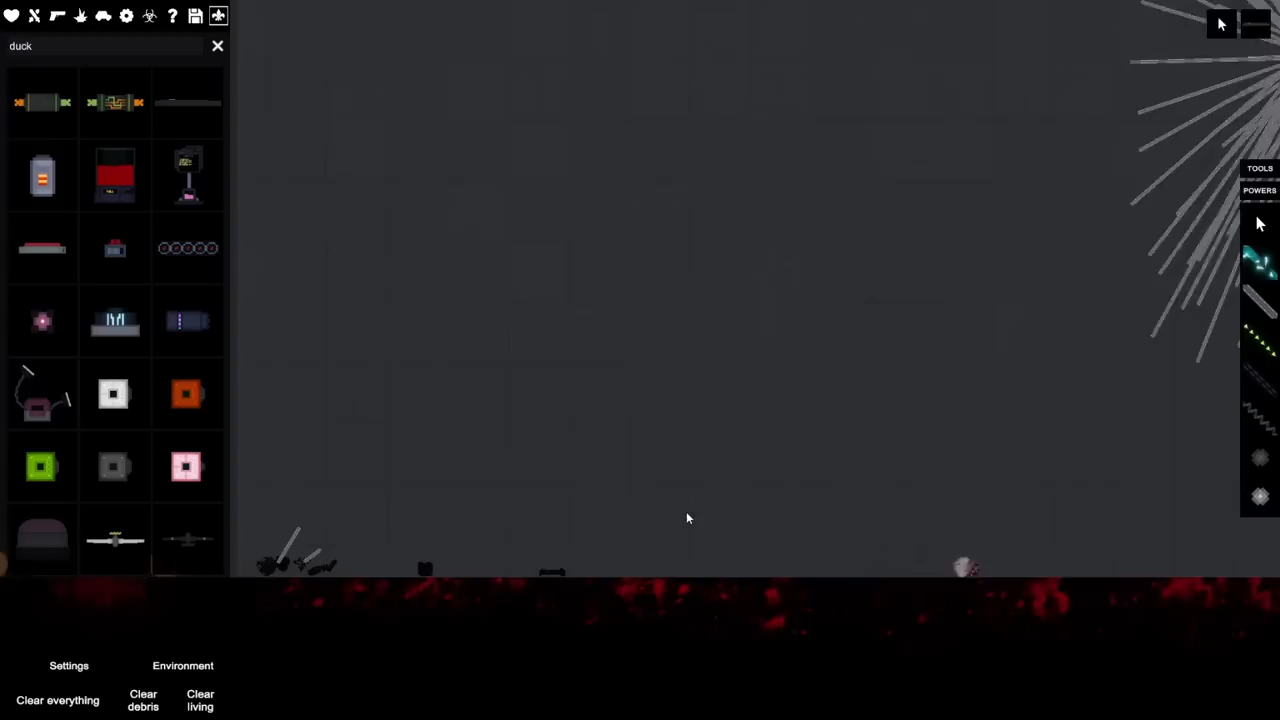 duck
TOOLS
POWERS
Settings
Environment
Clear everything
Clear
debris
Clear
living